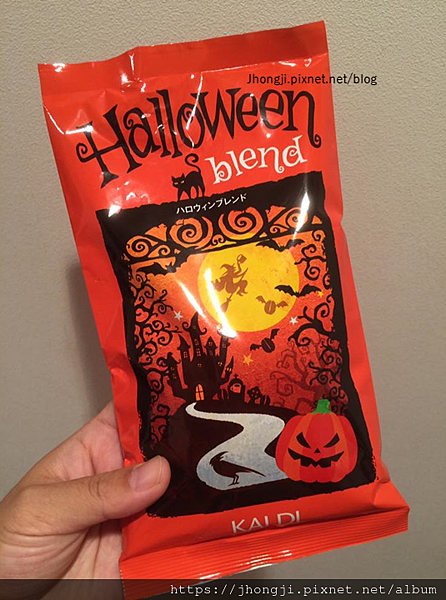 Jhongji.pixnet.net/blog
Halloween
blend
ハロウィンブレンド
KALDI
https://jhongji.pixnet.net/album